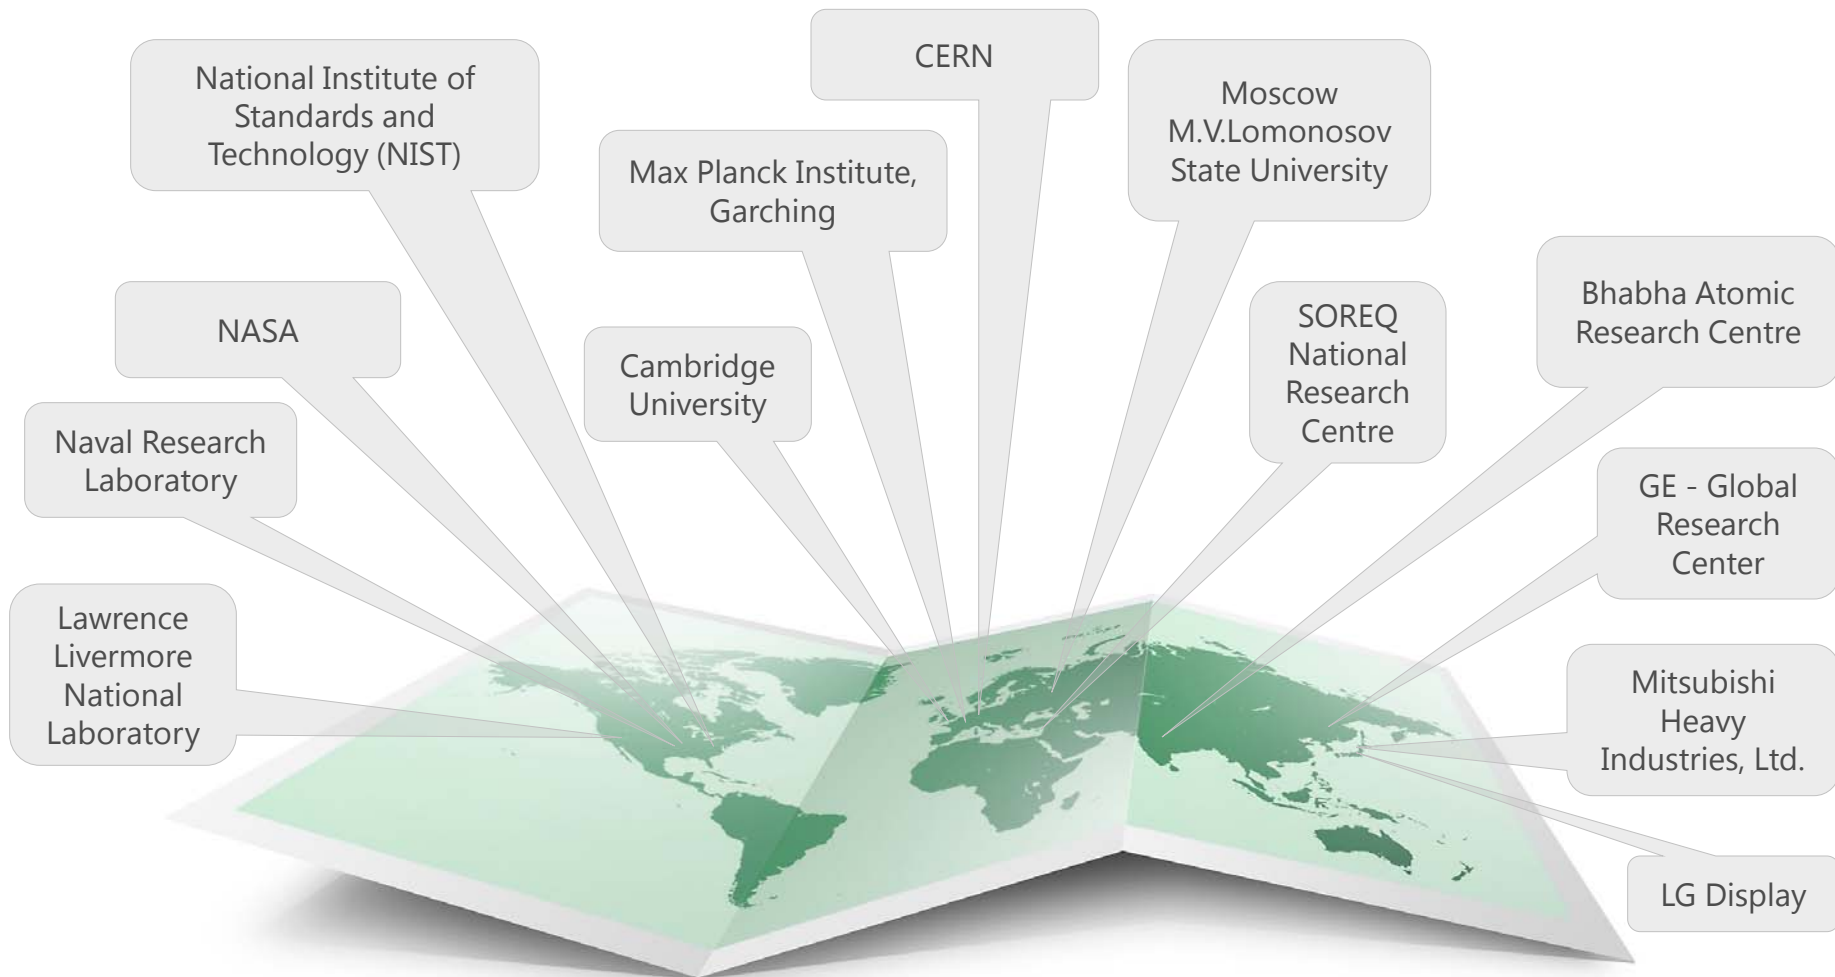 CERN
National Institute of
Standards and
Technology (NIST)
Moscow
M.V.Lomonosov
State University
Max Planck Institute,
Garching
NASA
Cambridge
University
SOREQ
National
Research
Centre
Bhabha Atomic
Research Centre
Naval Research
Laboratory
GE - Global
Research
Center
Lawrence
Livermore
National
Laboratory
Mitsubishi
Heavy
Industries, Ltd.
LG Display